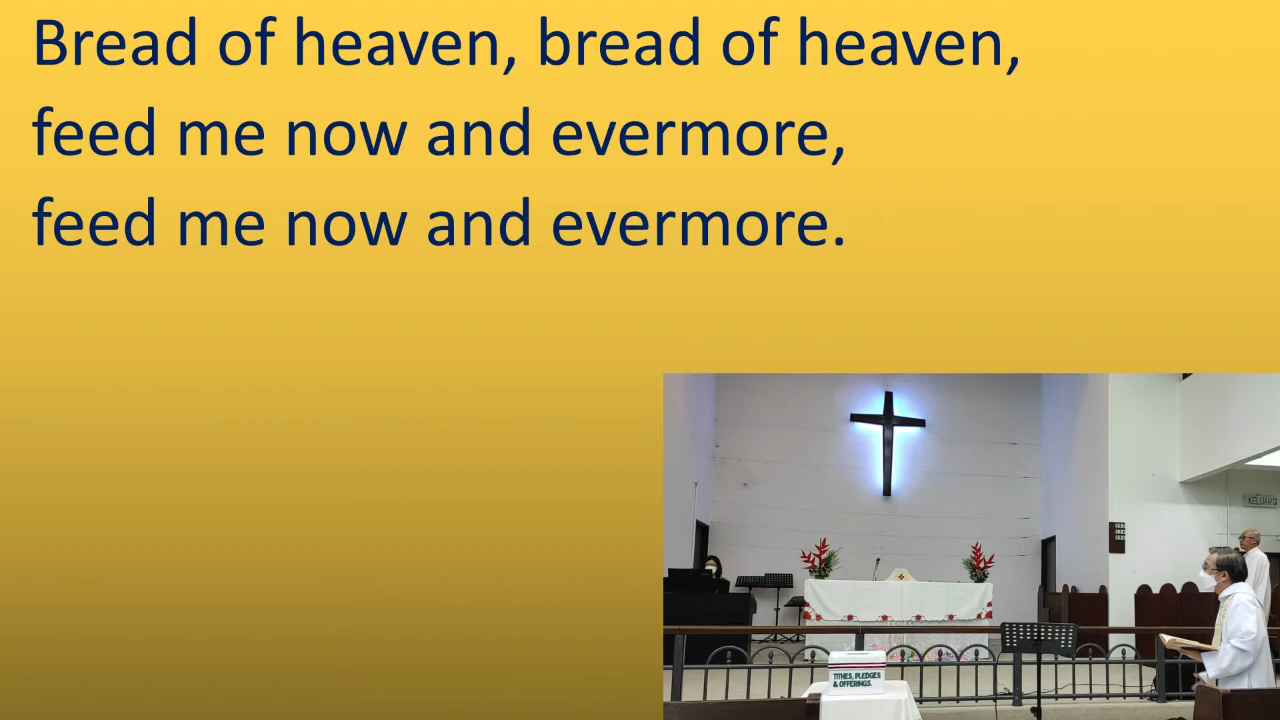 Bread of heaven, bread of heaven,
feed me now and evermore,
feed me now and evermore.
KELUAR
TITHES, PLEDGES
& OFFERINGS.